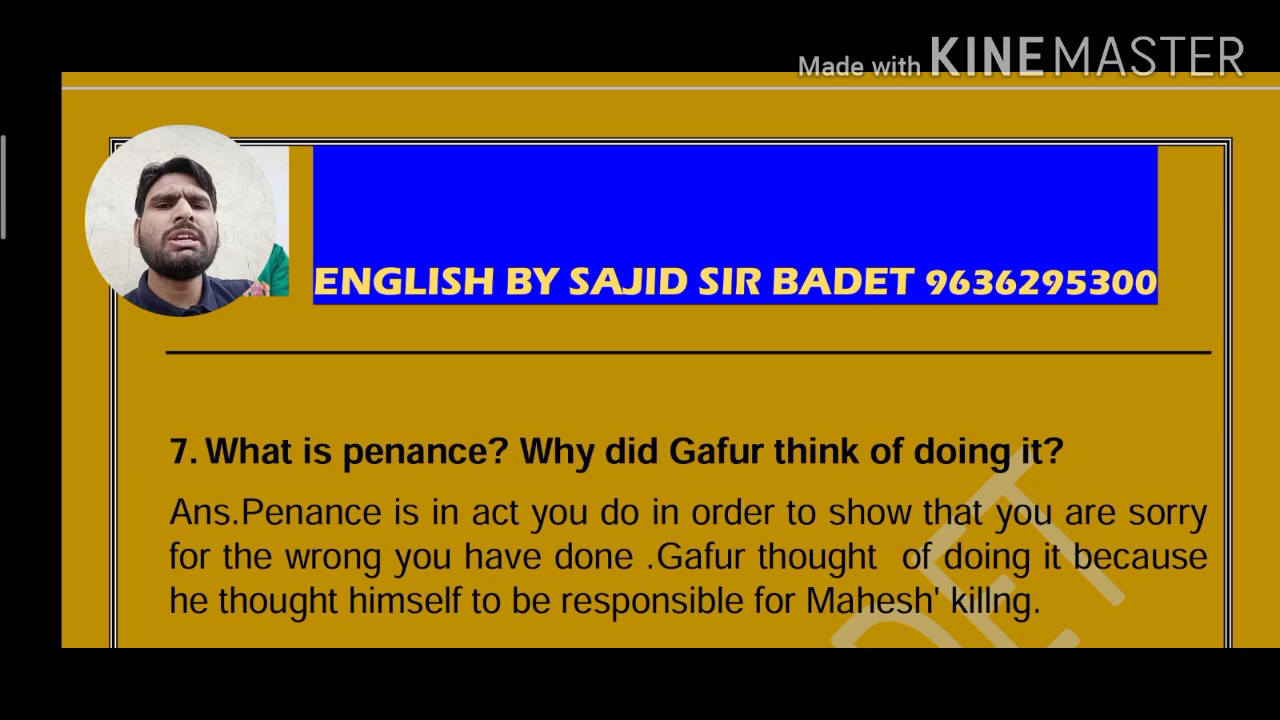 Made with KINEMASTER
ENGLISH BY SAJID SIR BADET 9636295300
7. What is penance? Why did Gafur think of doing it?
Ans.Penance is in act you do in order to show that you are sorry
for the wrong you have done .Gafur thought of doing it because
he thought himself to be responsible for Mahesh' killng.
DET